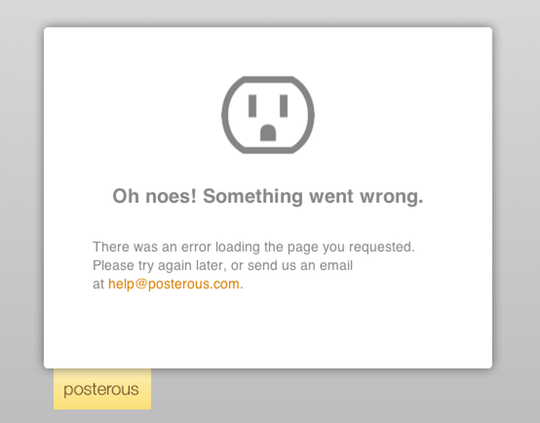 Oh noes! Something went wrong.
There was an error loading the page you requested.
Please try again later, or send us an email
at help@posterous.com.
posterous